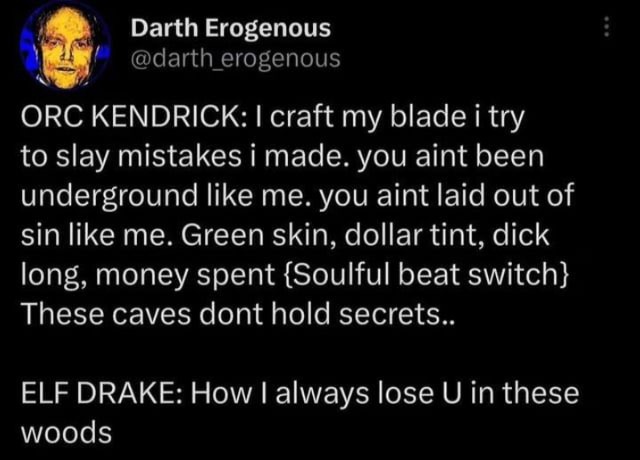 Darth Erogenous
@darth_erogenous
ORC KENDRICK: I craft my blade i try
to slay mistakes i made. you aint been
underground like me. you aint laid out of
sin like me. Green skin, dollar tint, dick
long, money spent {Soulful beat switch}
These caves dont hold secrets..
ELF DRAKE: How I always lose U in these
woods